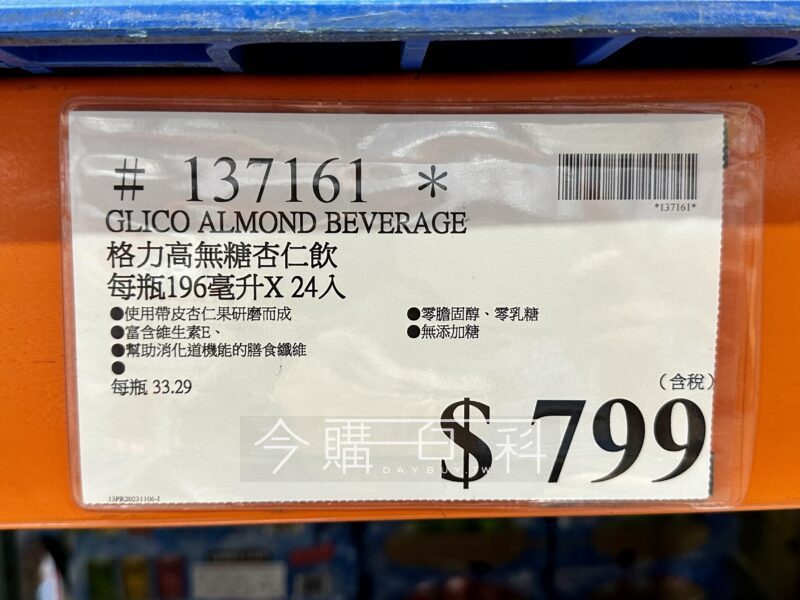 # 137161 *
*137161*
GLICO ALMOND BEVERAGE
格力高無糖杏仁飲
每瓶196毫升X 24入
●使用帶皮杏仁果研磨而成
●富含維生素E、
●幫助消化道機能的膳食纖維
●
●零膽固醇、零乳糖
●無添加糖
每瓶 33.29
(含稅)
$ 799
今購百科
DAYBUY.TW
13PR20231106-1